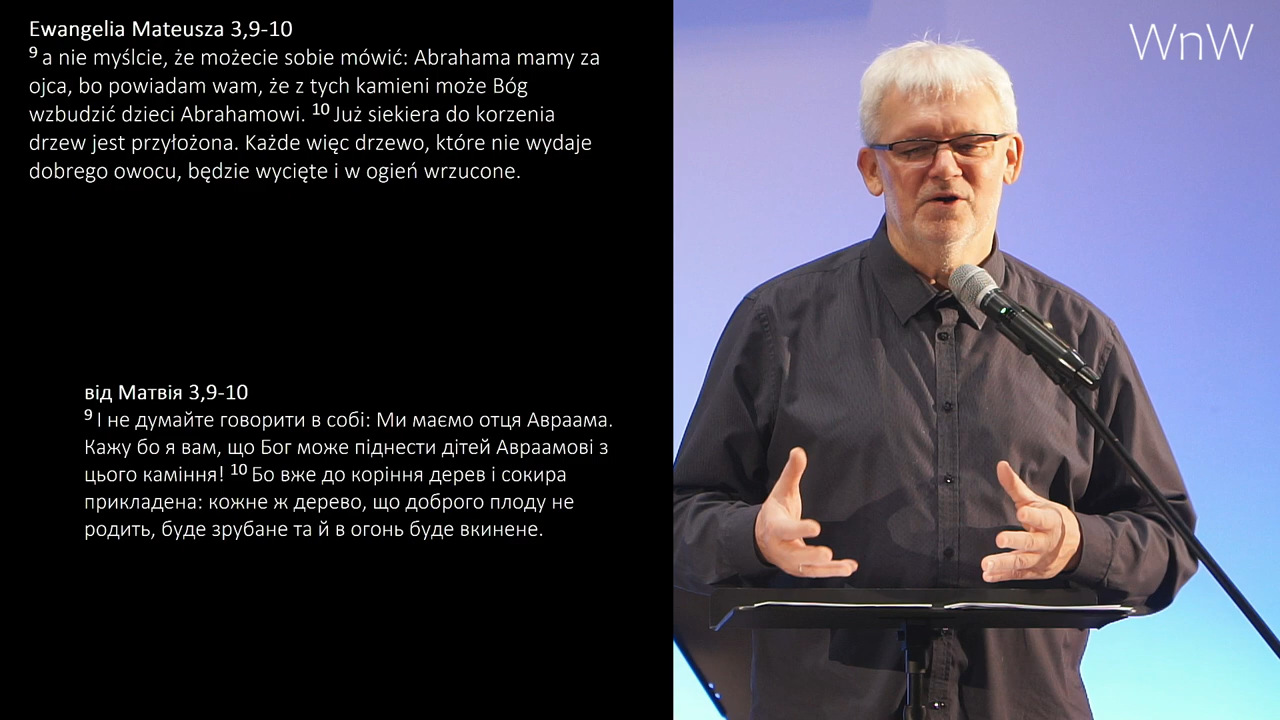 Ewangelia Mateusza 3,9-10
9 a nie myślcie, że możecie sobie mówić: Abrahama mamy za
ojca, bo powiadam wam, że z tych kamieni może Bóg
wzbudzić dzieci Abrahamowi. 10 Już siekiera do korzenia
drzew jest przyłożona. Każde więc drzewo, które nie wydaje
dobrego owocu, będzie wycięte i w ogień wrzucone.
WnW
від Матвія 3,9-10
9 І не думайте говорити в собі: Ми маємо отця Авраама.
Кажу бо я вам, що Бог може піднести дітей Авраамові з
цього каміння! 10 Бо вже до коріння дерев і сокира
прикладена: кожне ж дерево, що доброго плоду не
родить, буде зрубане та й в огонь буде вкинене.